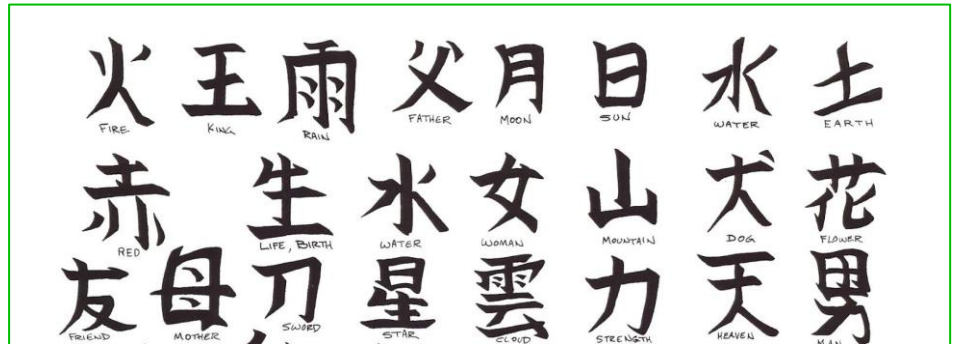 火 王 雨 父 月 日 水 土
FIRE KING RAIN FATHER MOON SUN WATER EARTH
赤 生 水 女 山 犬 花
RED LIFE, BIRTH WATER WOMAN MOUNTAIN DOG FLOWER
友 母 刀 星 雲 力 天 男
FRIEND MOTHER SWORD STAR CLOUD STRENGTH HEAVEN MAN